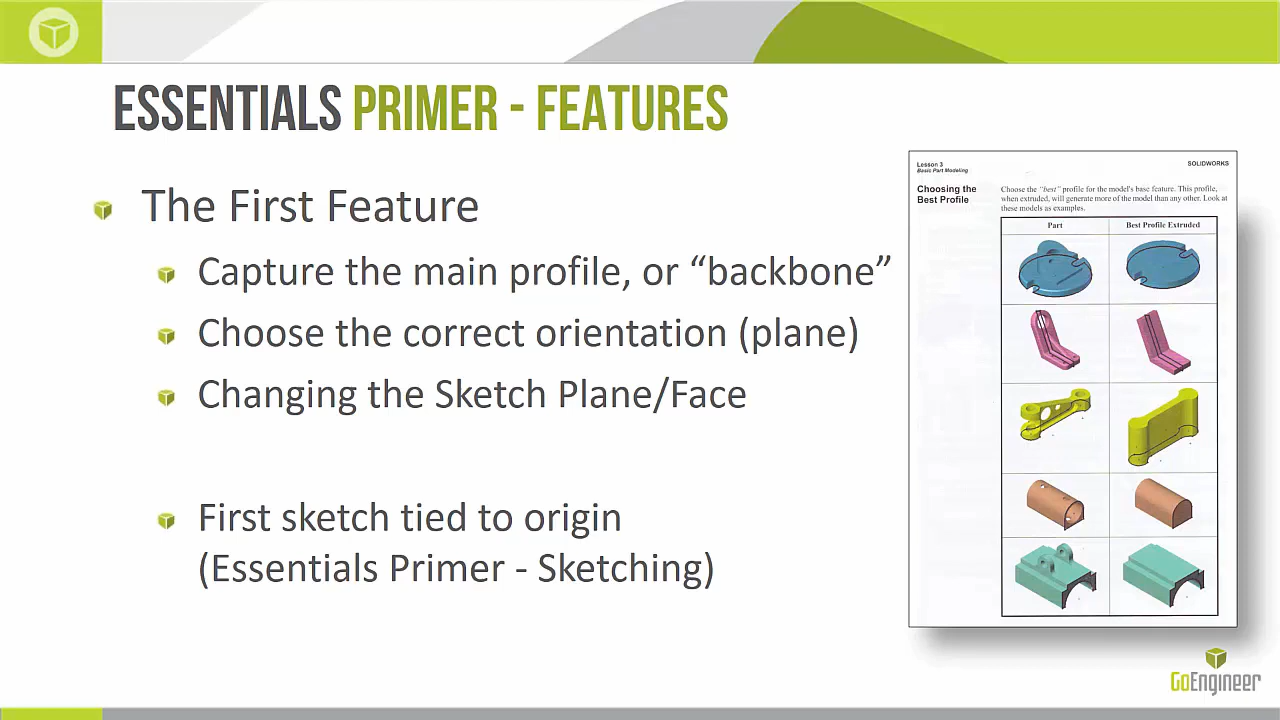 ESSENTIALS PRIMER - FEATURES
The First Feature
Capture the main profile, or “backbone”
Choose the correct orientation (plane)
Changing the Sketch Plane/Face
First sketch tied to origin
(Essentials Primer - Sketching)
Lesson 3
SOLIDWORKS
Basic Part Modeling
Choosing the
Best Profile
Choose the "best" profile for the model's base feature. This profile,
when extruded, will generate more of the model than any other. Look at
these models as examples.
Part
Best Profile Extruded
GoEngineer